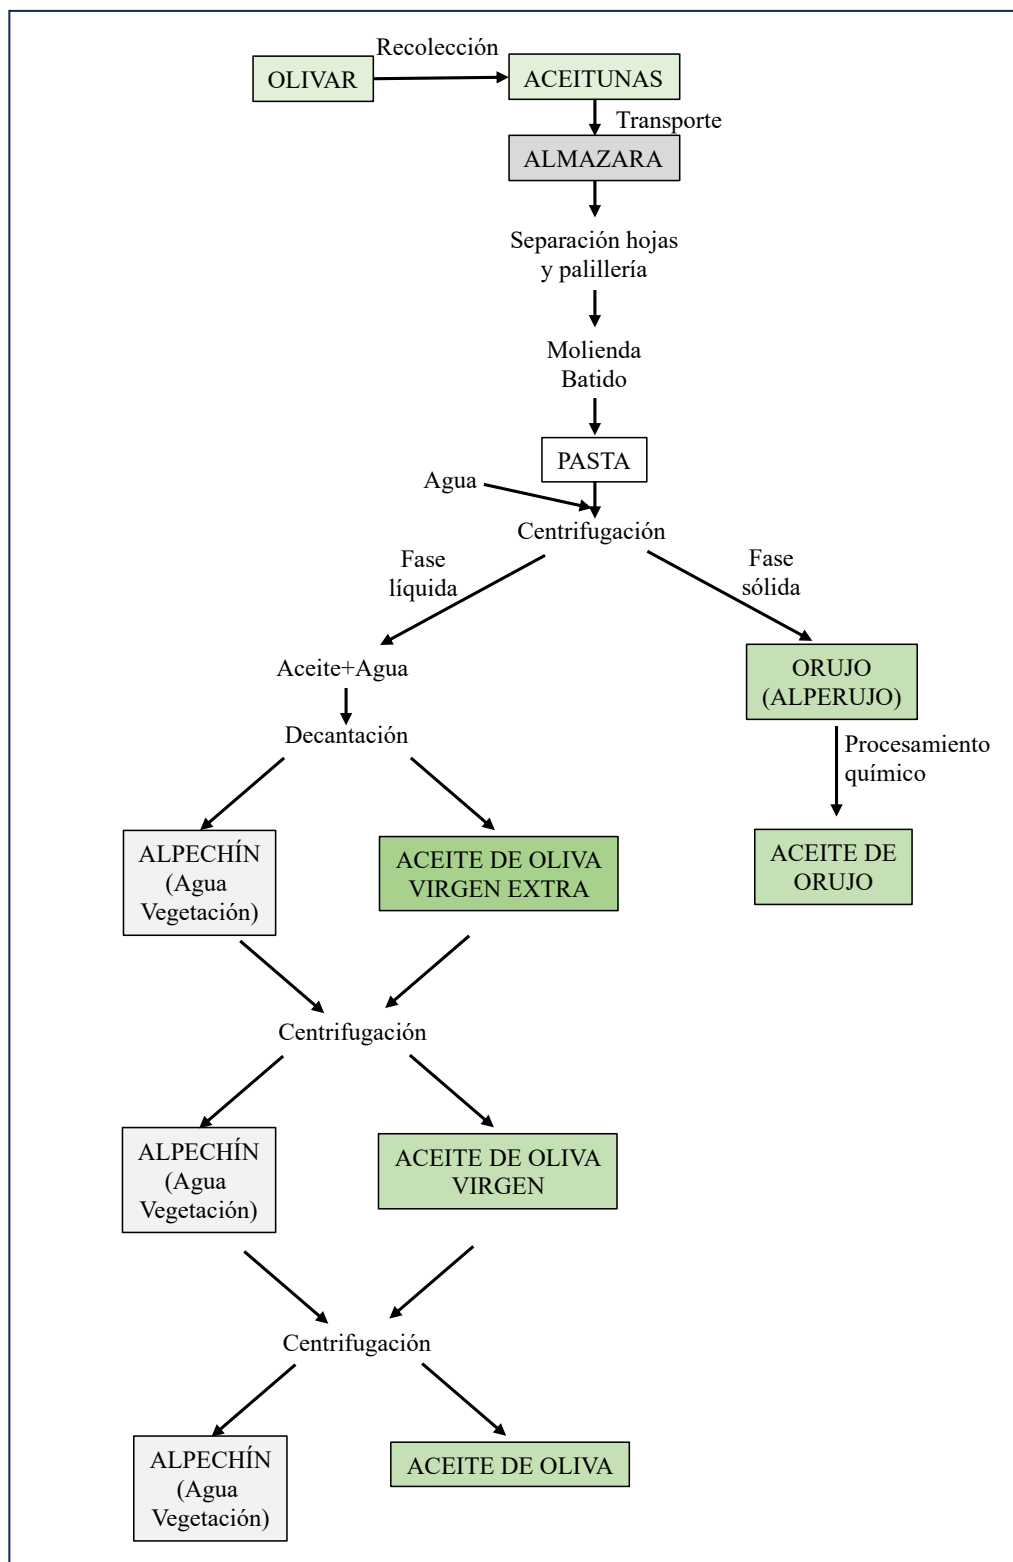 Recolección
OLIVAR
ACEITUNAS
Transporte
ALMAZARA
Separación hojas
y palillería
Molienda
Batido
PASTA
Agua
Centrifugación
Fase
líquida
Fase
sólida
Aceite+Agua
ORUJO
(ALPERUJO)
Decantación
Procesamiento
químico
ALPECHÍN
(Agua
Vegetación)
ACEITE DE OLIVA
VIRGEN EXTRA
ACEITE DE
ORUJO
Centrifugación
ALPECHÍN
(Agua
Vegetación)
ACEITE DE OLIVA
VIRGEN
Centrifugación
ALPECHÍN
(Agua
Vegetación)
ACEITE DE OLIVA